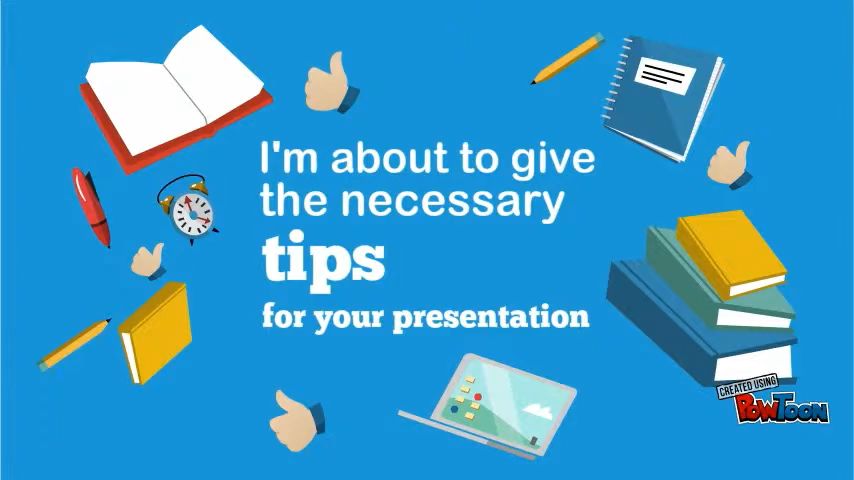 I'm about to give
the necessary
tips
for your presentation
CREATED USING
POWTOON